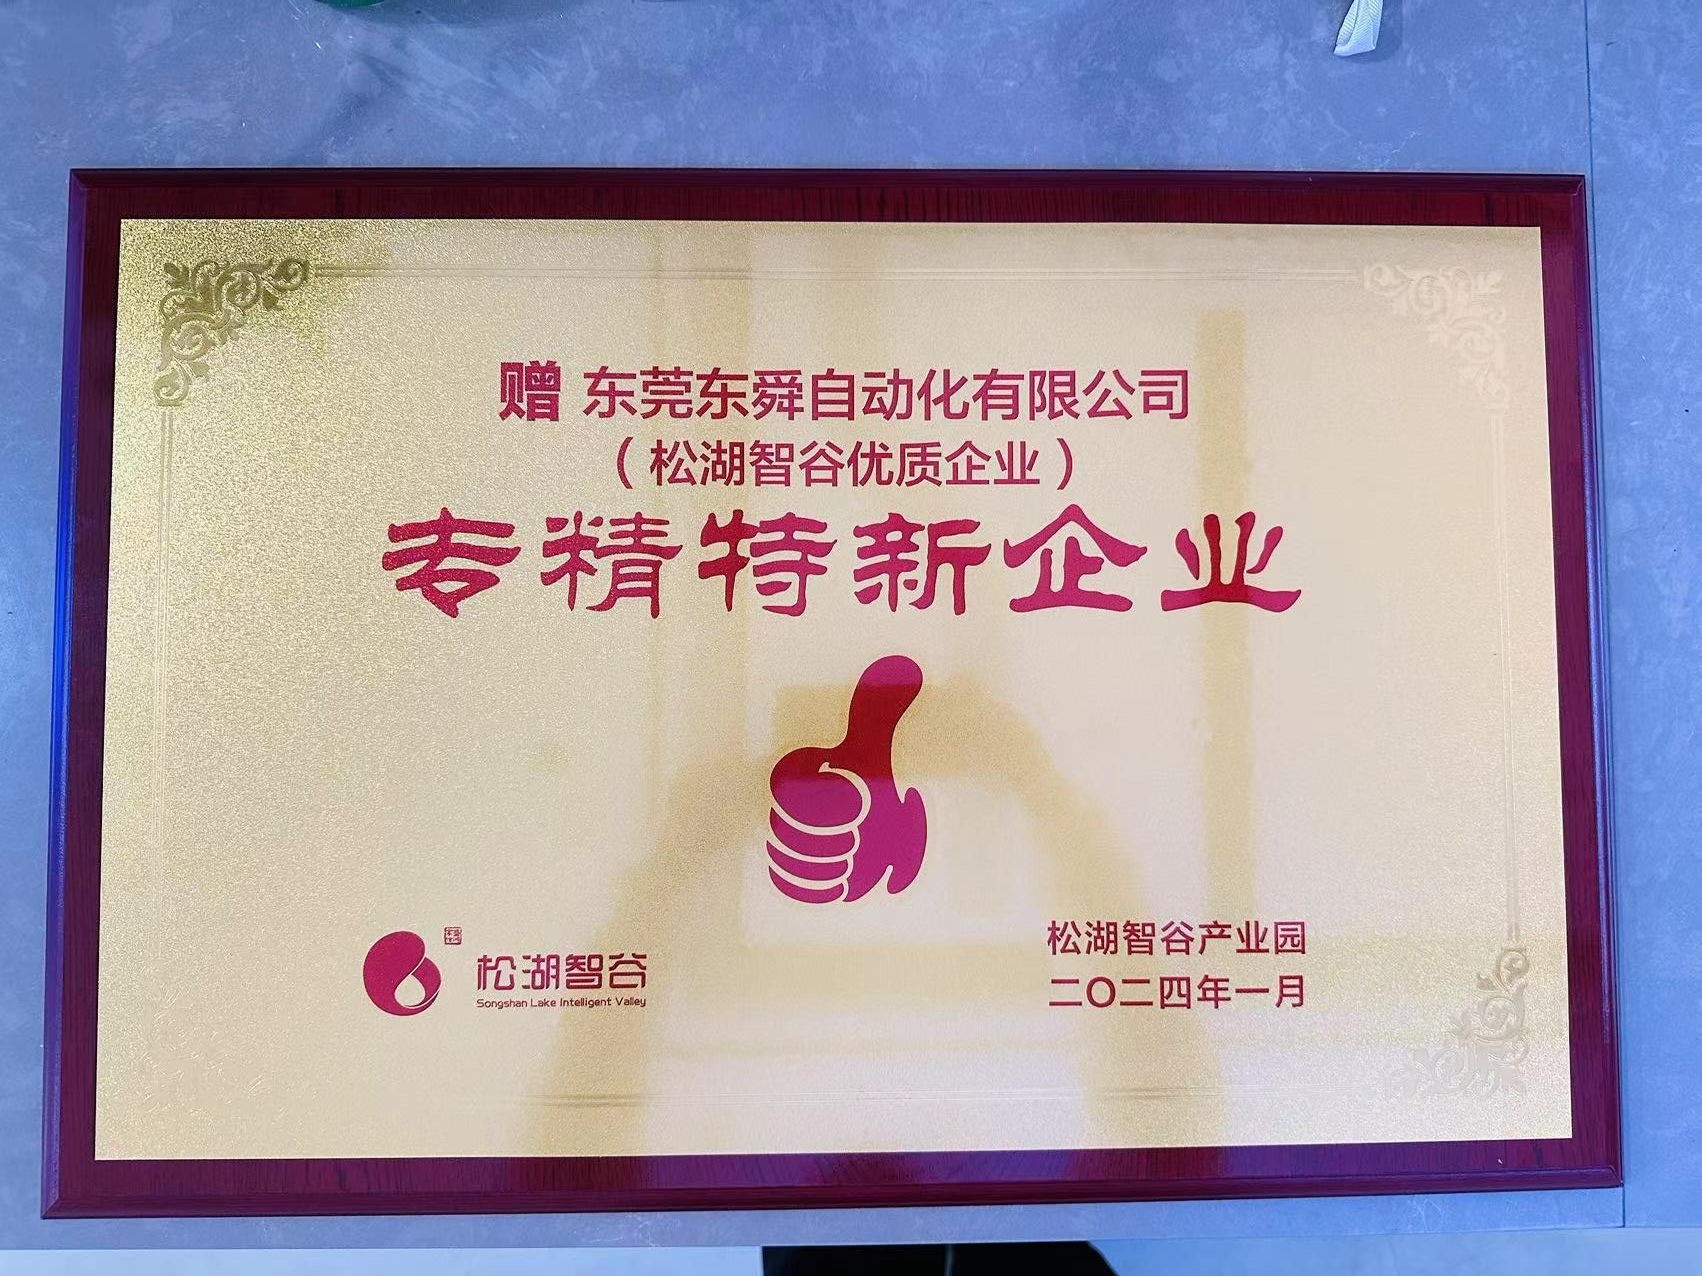 赠 东莞东舜自动化有限公司
（松湖智谷优质企业）
专精特新企业
松湖智谷
Songshan Lake Intelligent Valley
松湖智谷产业园
二〇二四年一月